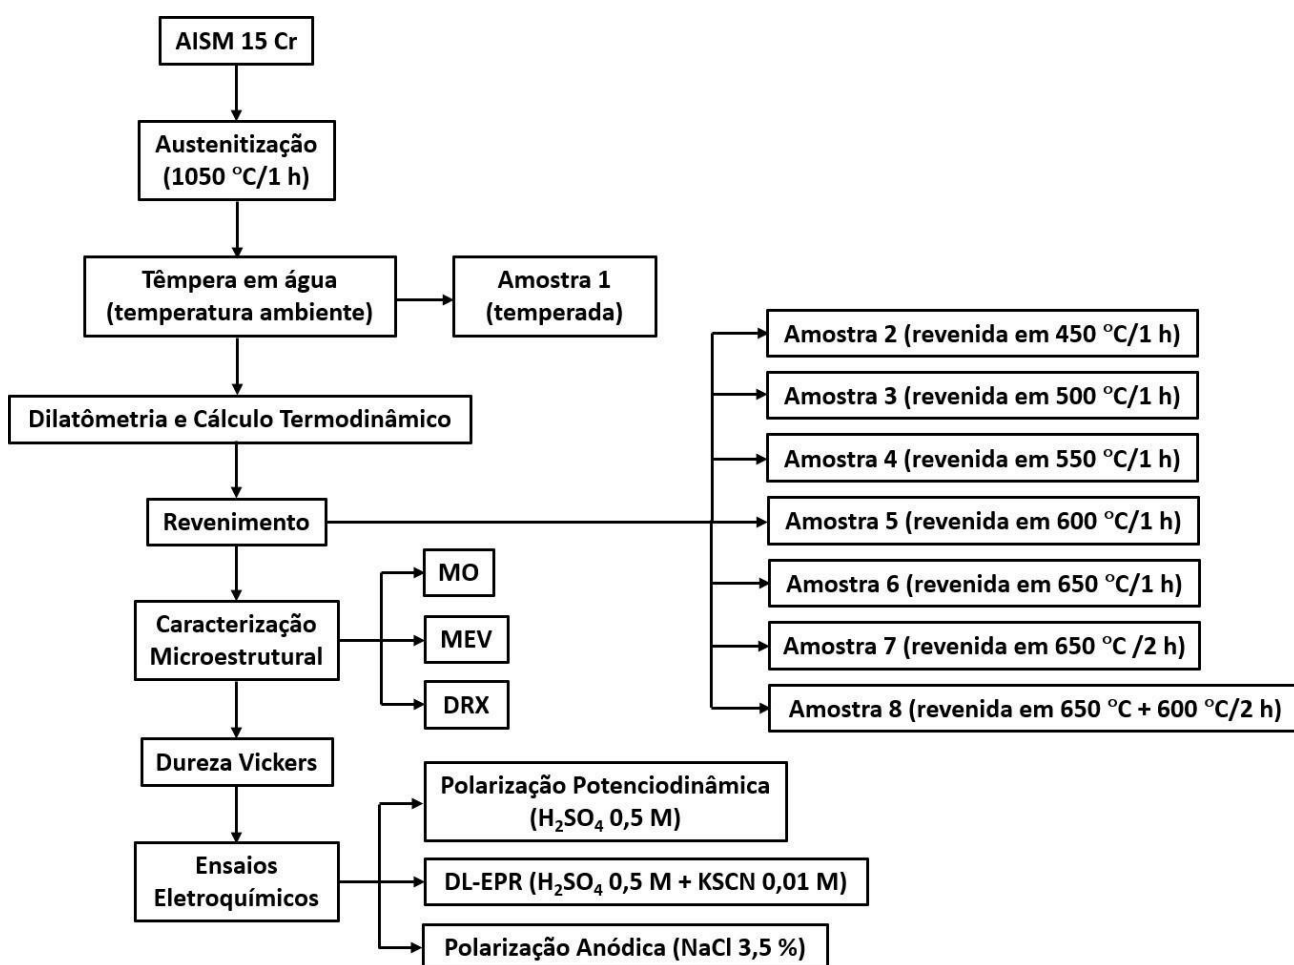 AISM 15 Cr
Austenitização
(1050 °C/1 h)
Têmpera em água
(temperatura ambiente)
Amostra 1
(temperada)
Dilatômetria e Cálculo Termodinâmico
Revenimento
Amostra 2 (revenida em 450 °C/1 h)
Amostra 3 (revenida em 500 °C/1 h)
Amostra 4 (revenida em 550 °C/1 h)
Amostra 5 (revenida em 600 °C/1 h)
Amostra 6 (revenida em 650 °C/1 h)
Amostra 7 (revenida em 650 °C /2 h)
Amostra 8 (revenida em 650 °C + 600 °C/2 h)
Caracterização
Microestrutural
MO
MEV
DRX
Dureza Vickers
Ensaios
Eletroquímicos
Polarização Potenciodinâmica
(H₂SO₄ 0,5 M)
DL-EPR (H₂SO₄ 0,5 M + KSCN 0,01 M)
Polarização Anódica (NaCl 3,5 %)